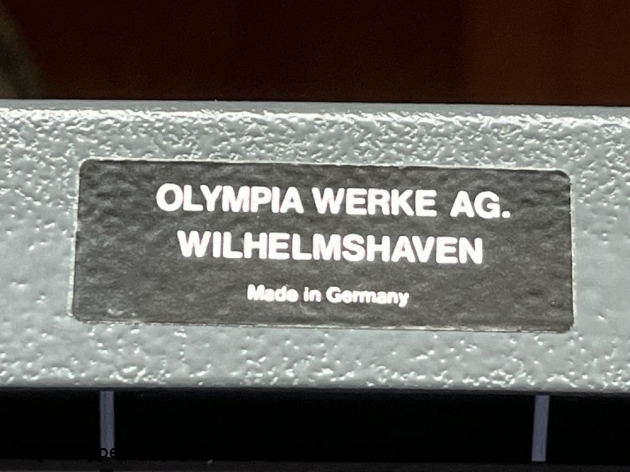 OLYMPIA WERKE AG.
WILHELMSHAVEN
Made in Germany